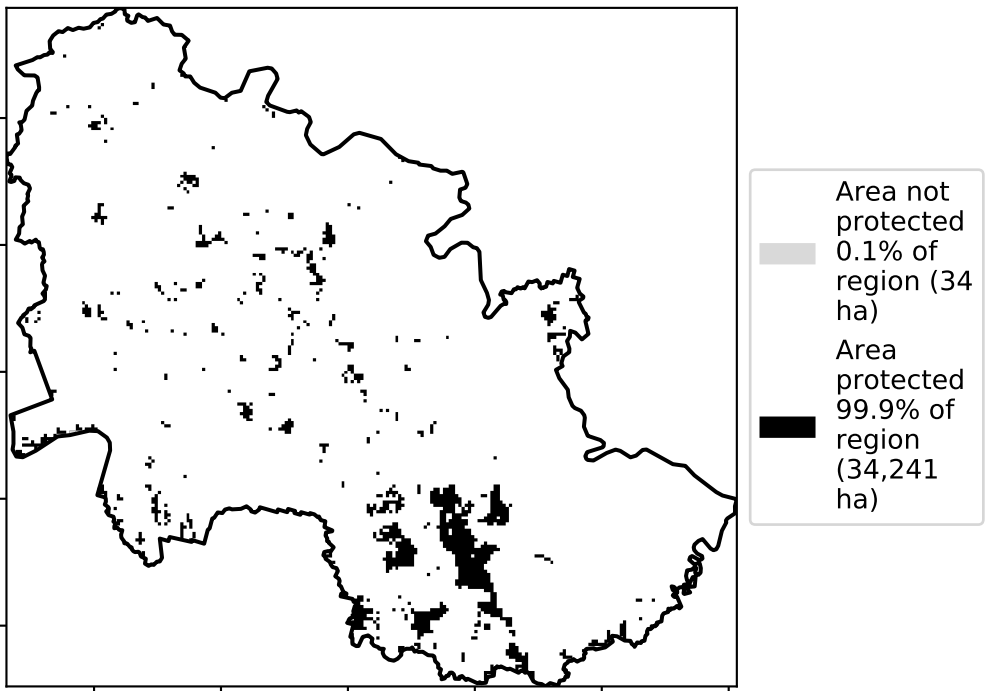 Area not
protected
0.1% of
region (34
ha)
Area
protected
99.9% of
region
(34,241
ha)